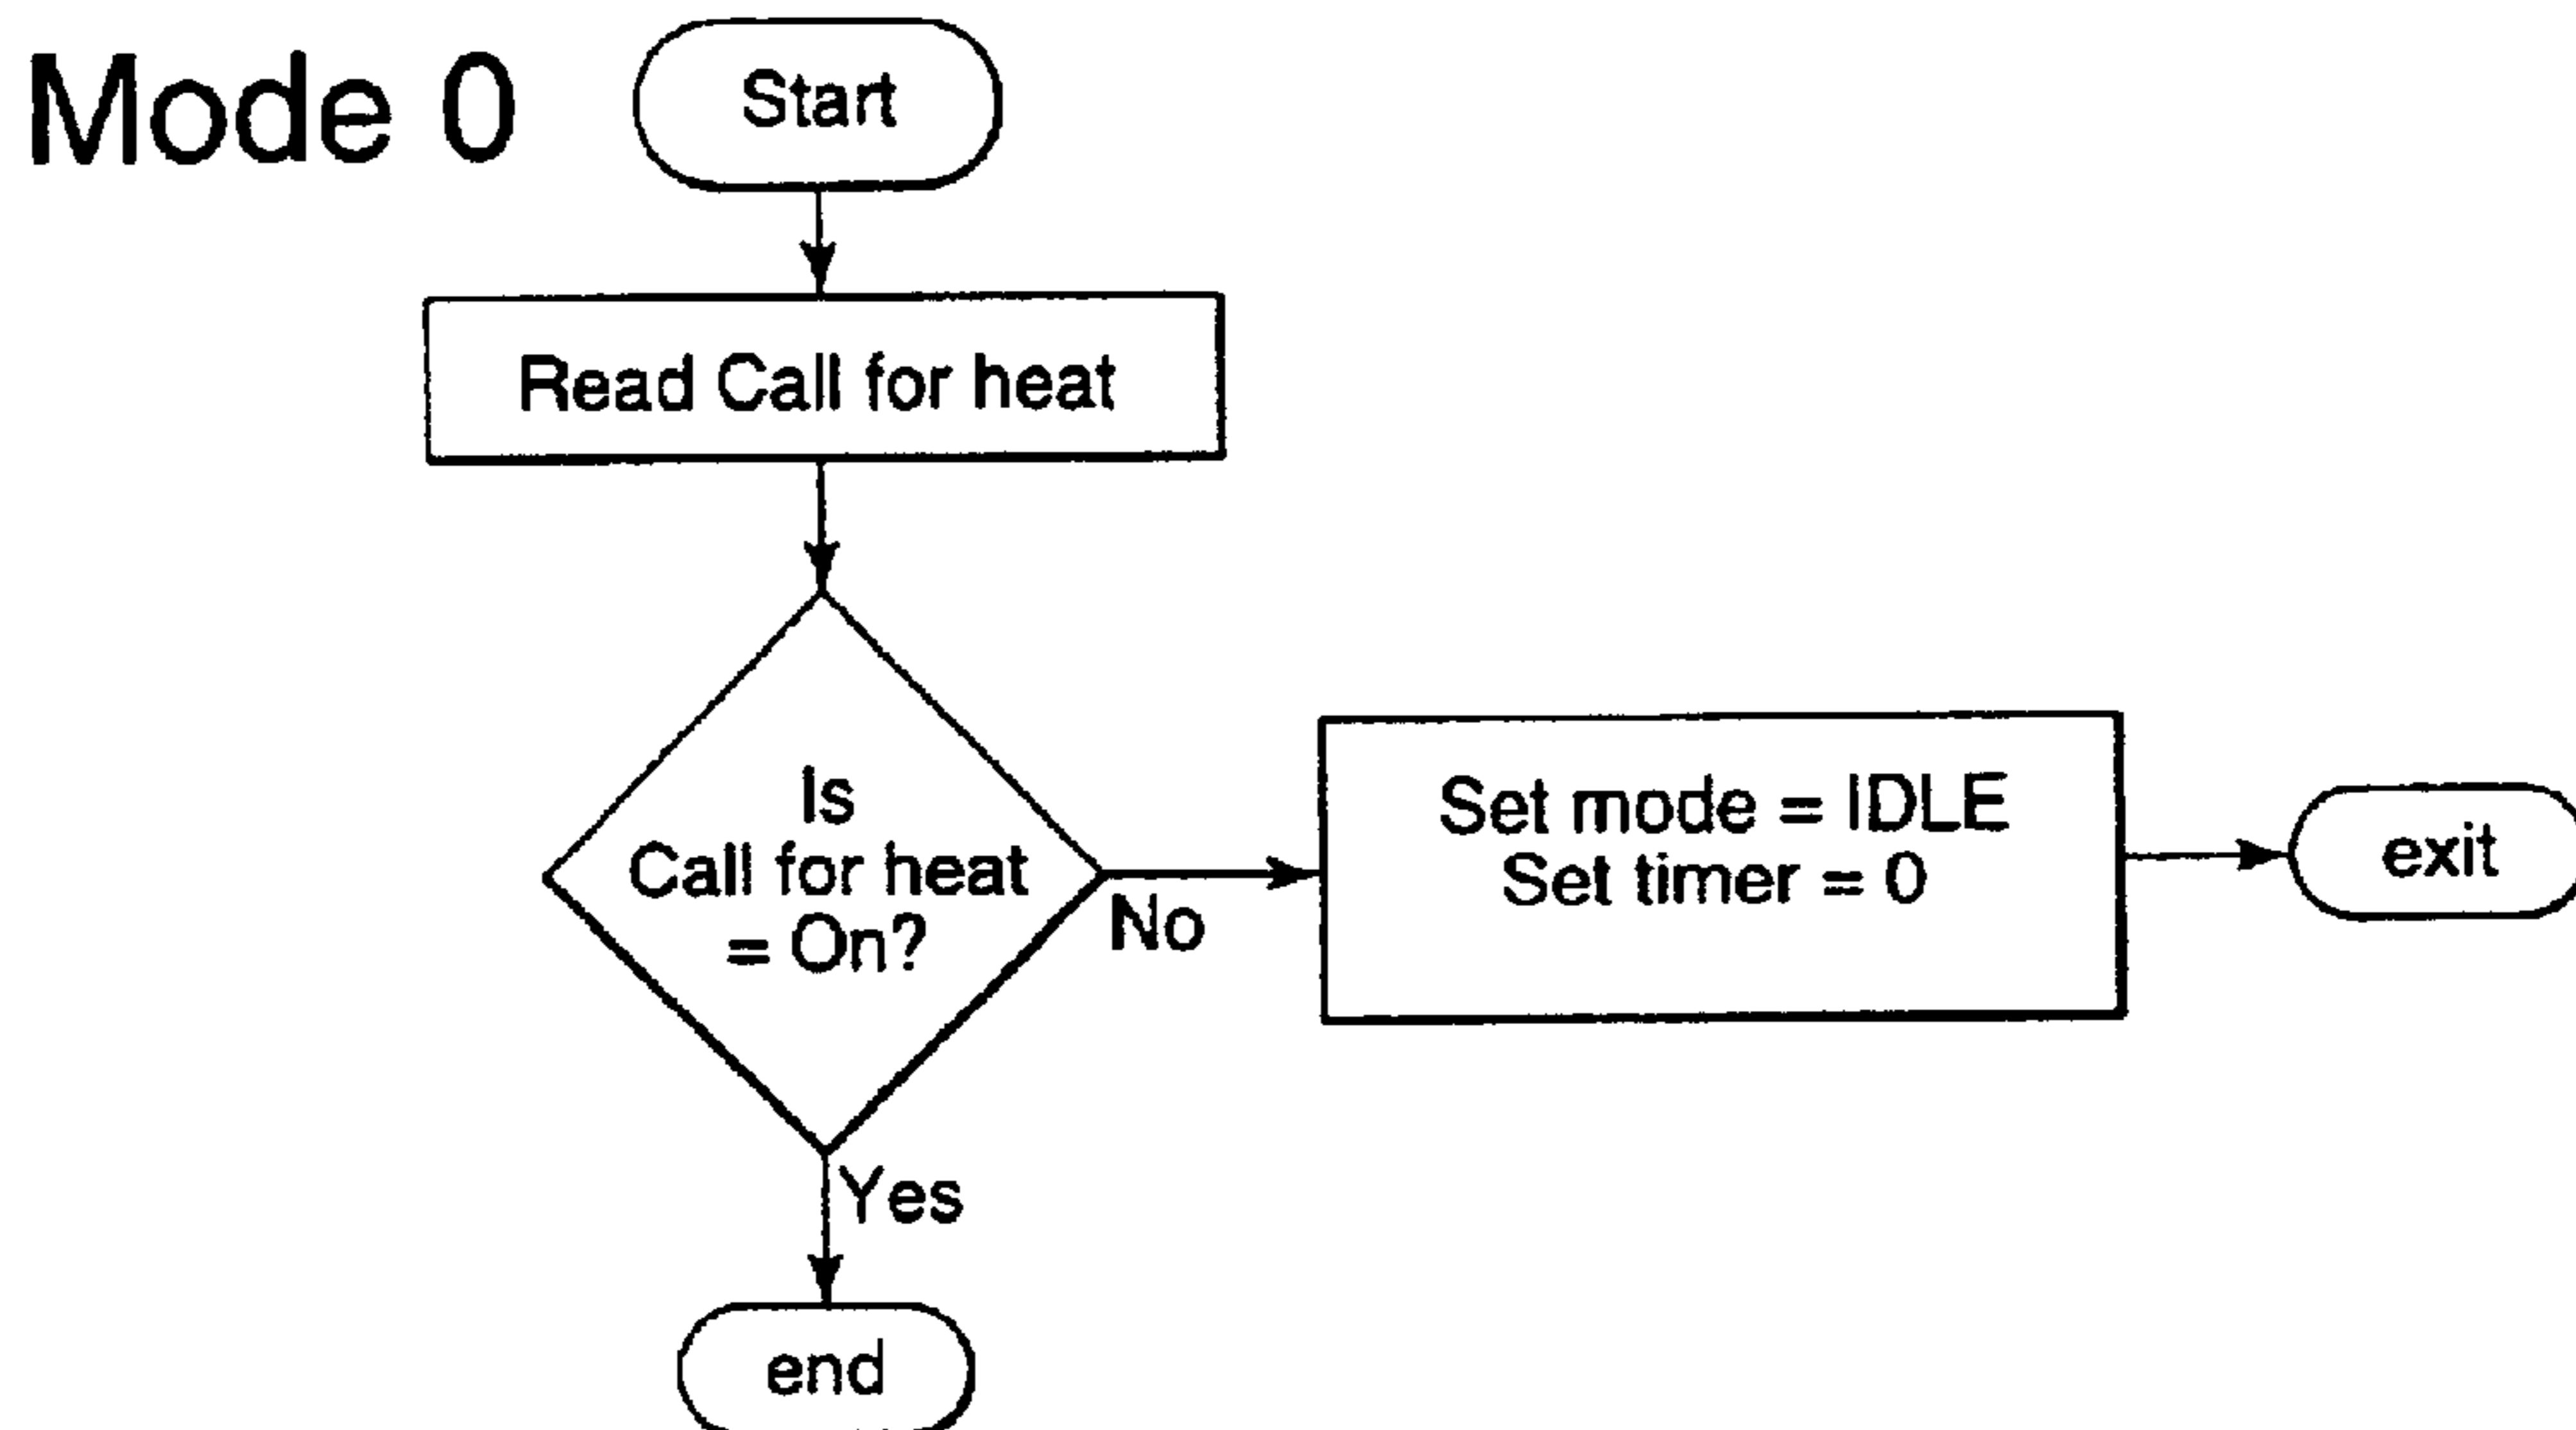 Mode 0
Start
Read Call for heat
Is
Call for heat
= On?
No
Set mode = IDLE
Set timer = 0
exit
Yes
end